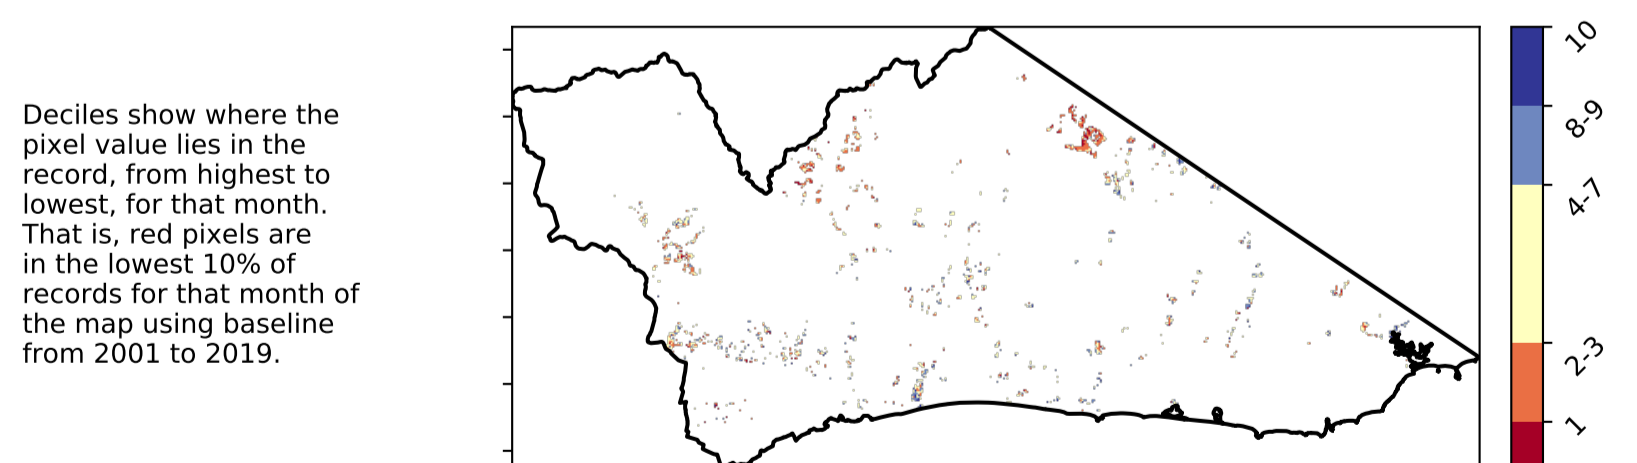 Deciles show where the
pixel value lies in the
record, from highest to
lowest, for that month.
That is, red pixels are
in the lowest 10% of
records for that month of
the map using baseline
from 2001 to 2019.
10
8-9
4-7
2-3
1